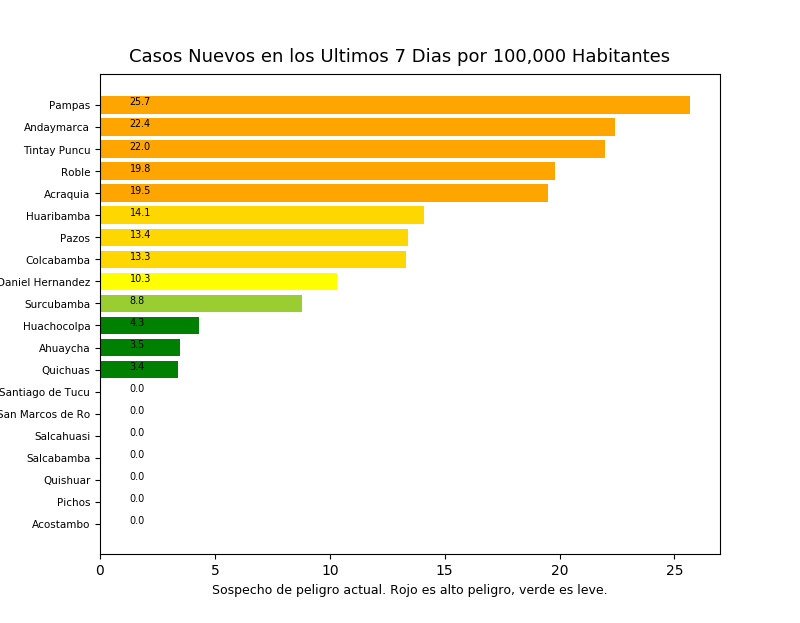 Casos Nuevos en los Ultimos 7 Dias por 100,000 Habitantes
Pampas 25.7
Andaymarca 22.4
Tintay Puncu 22.0
Roble 19.8
Acraquia 19.5
Huaribamba 14.1
Pazos 13.4
Colcabamba 13.3
Daniel Hernandez 10.3
Surcubamba 8.8
Huachocolpa 4.3
Ahuaycha 3.5
Quichuas 3.4
Santiago de Tucu 0.0
San Marcos de Ro 0.0
Salcahuasi 0.0
Salcabamba 0.0
Quishuar 0.0
Pichos 0.0
Acostambo 0.0
0 5 10 15 20 25
Sospecho de peligro actual. Rojo es alto peligro, verde es leve.